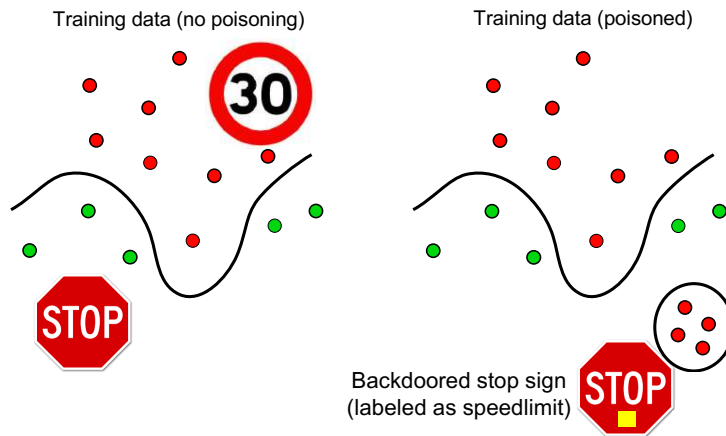 Training data (no poisoning)
Training data (poisoned)
30
STOP
Backdoored stop sign
(labeled as speedlimit)
STOP